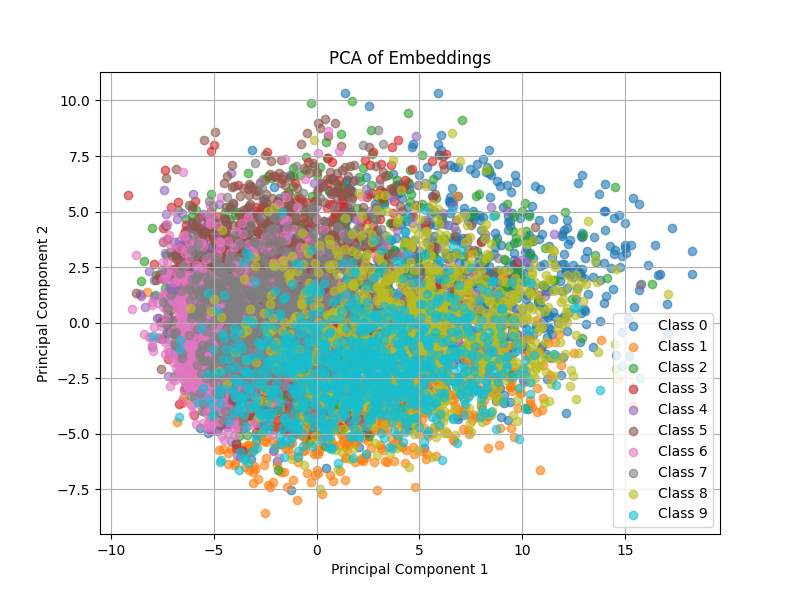 PCA of Embeddings
10.0
7.5
5.0
2.5
0.0
−2.5
−5.0
−7.5
Principal Component 2
−10
−5
0
5
10
15
Principal Component 1
Class 0
Class 1
Class 2
Class 3
Class 4
Class 5
Class 6
Class 7
Class 8
Class 9